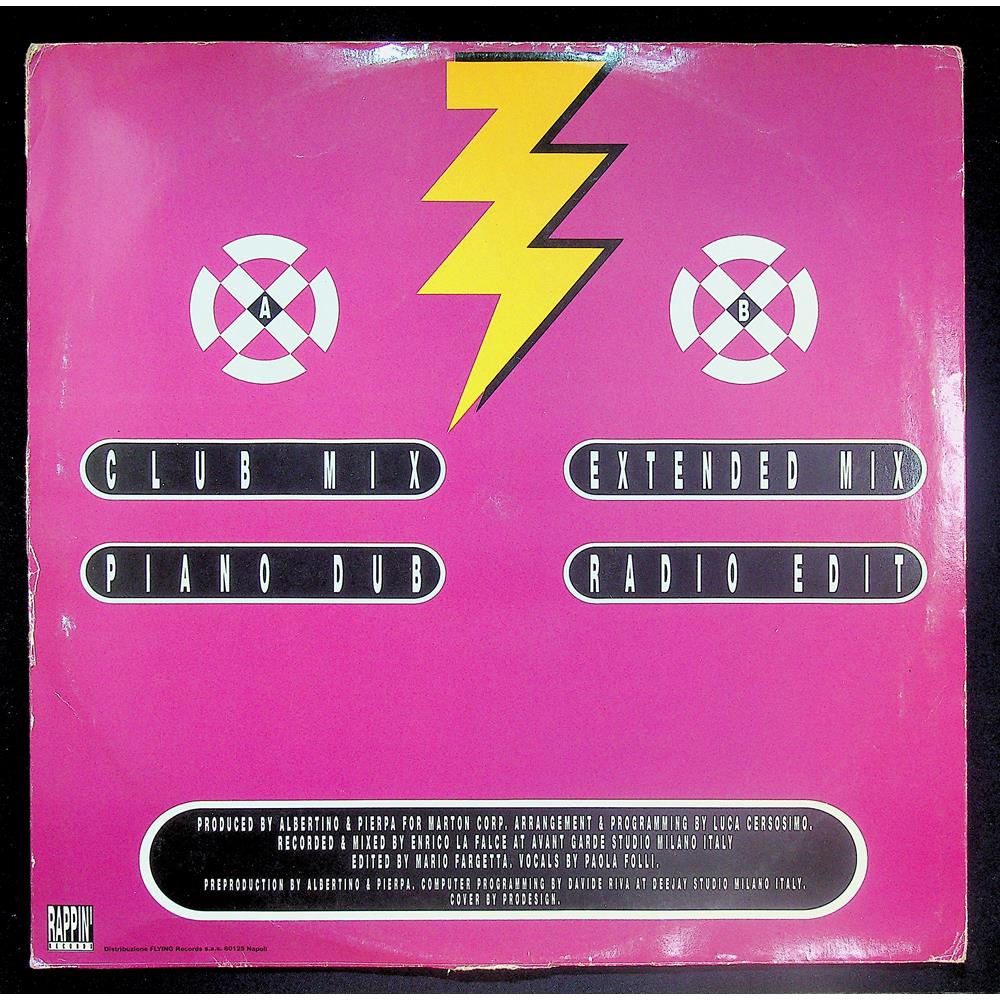 A
B
CLUB MIX
EXTENDED MIX
PIANO DUB
RADIO EDIT
PRODUCED BY ALBERTINO & PIERPA FOR MARTON CORP. ARRANGEMENT & PROGRAMMING BY LUCA CERSOSIMO.
RECORDED & MIXED BY ENRICO LA FALCE AT AVANT GARDE STUDIO MILANO ITALY
EDITED BY MARIO FARGETTA. VOCALS BY PAOLA FOLLI.
PREPRODUCTION BY ALBERTINO & PIERPA. COMPUTER PROGRAMMING BY DAVIDE RIVA AT DEEJAY STUDIO MILANO ITALY.
COVER BY PRODESIGN.
RAPPIN'
RECORDS
Distribuzione FLYING Records s.a.s. 80125 Napoli